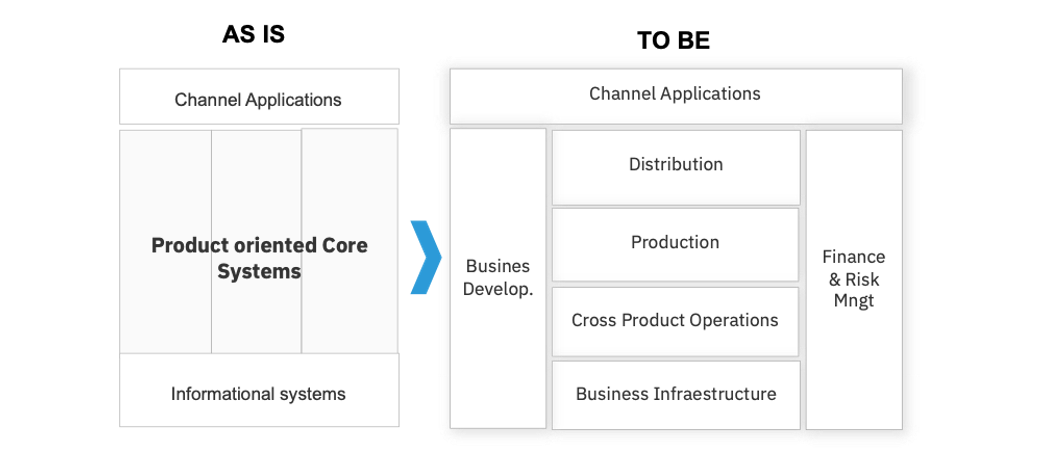 AS IS
Channel Applications
Product oriented Core
Systems
Informational systems
TO BE
Channel Applications
Busines
Develop.
Distribution
Production
Cross Product Operations
Business Infraestructure
Finance
& Risk
Mngt